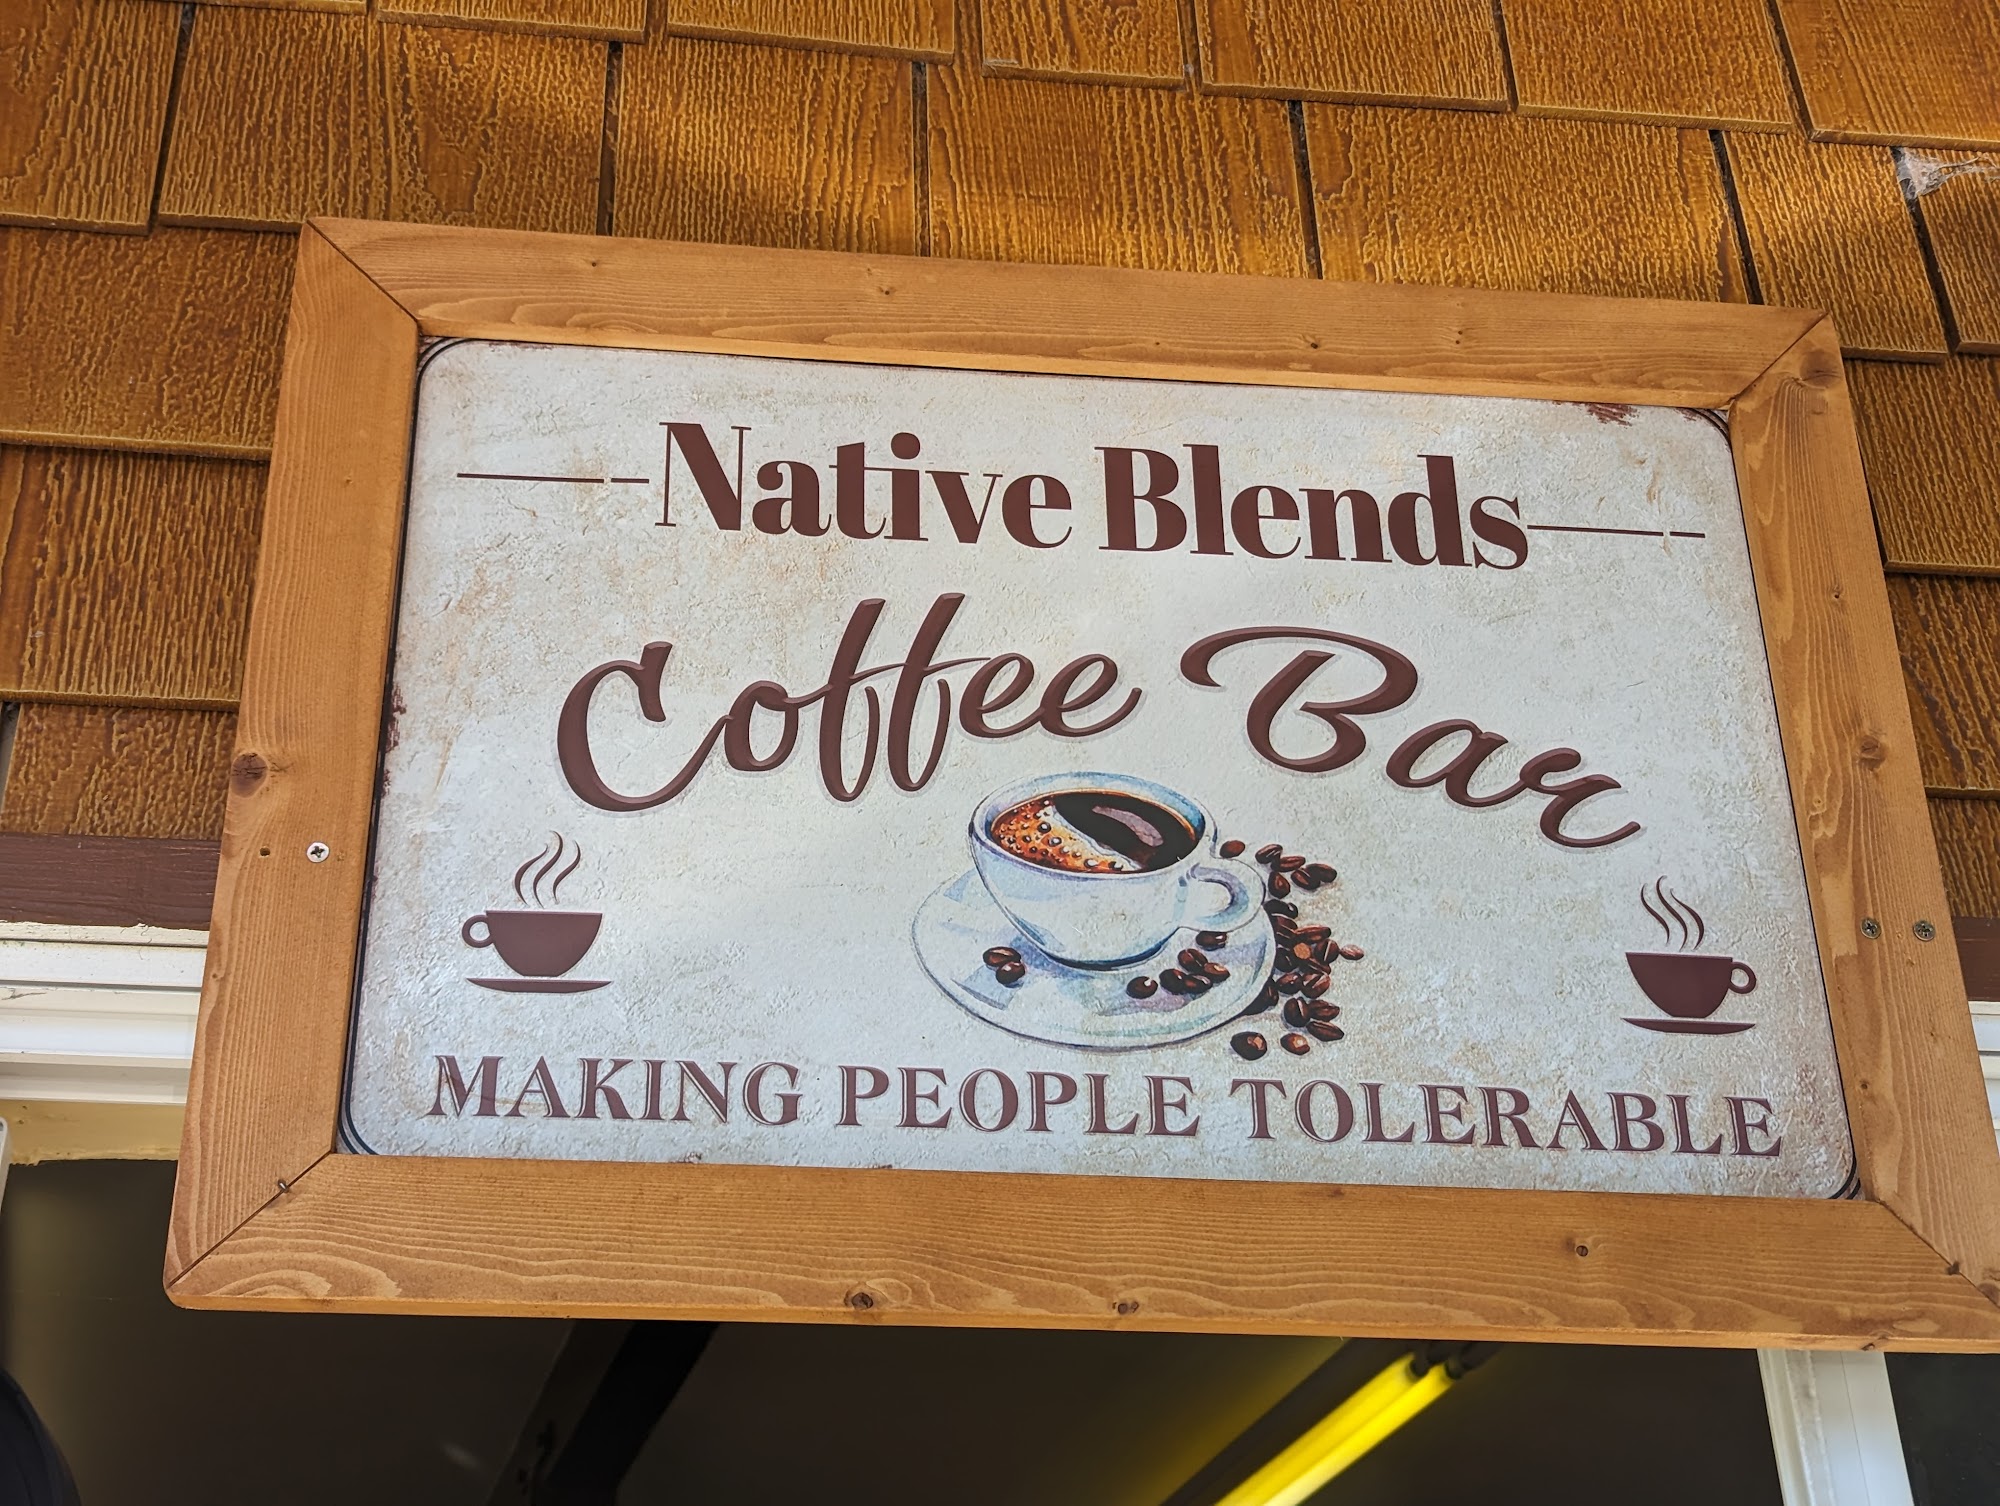 Native Blends
Coffee Bar
MAKING PEOPLE TOLERABLE